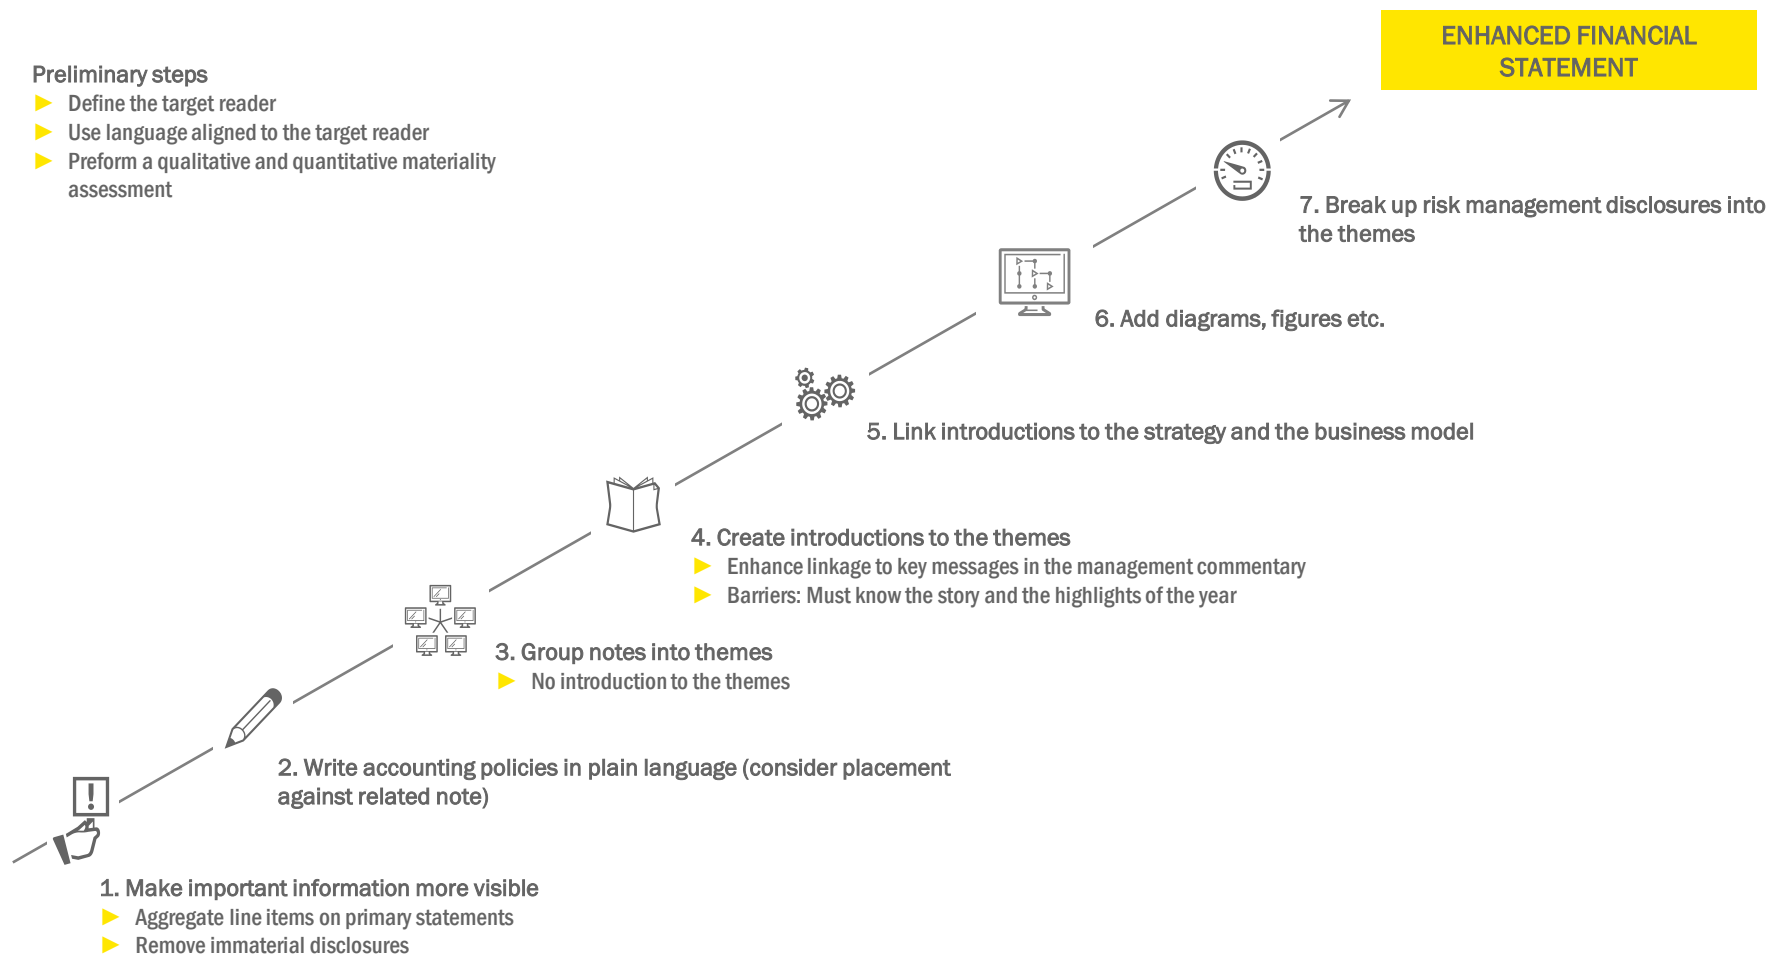 ENHANCED FINANCIAL
STATEMENT
Preliminary steps
Define the target reader
Use language aligned to the target reader
Preform a qualitative and quantitative materiality
assessment
7. Break up risk management disclosures into
the themes
6. Add diagrams, figures etc.
5. Link introductions to the strategy and the business model
4. Create introductions to the themes
Enhance linkage to key messages in the management commentary
Barriers: Must know the story and the highlights of the year
3. Group notes into themes
No introduction to the themes
2. Write accounting policies in plain language (consider placement
against related note)
!
1. Make important information more visible
Aggregate line items on primary statements
Remove immaterial disclosures